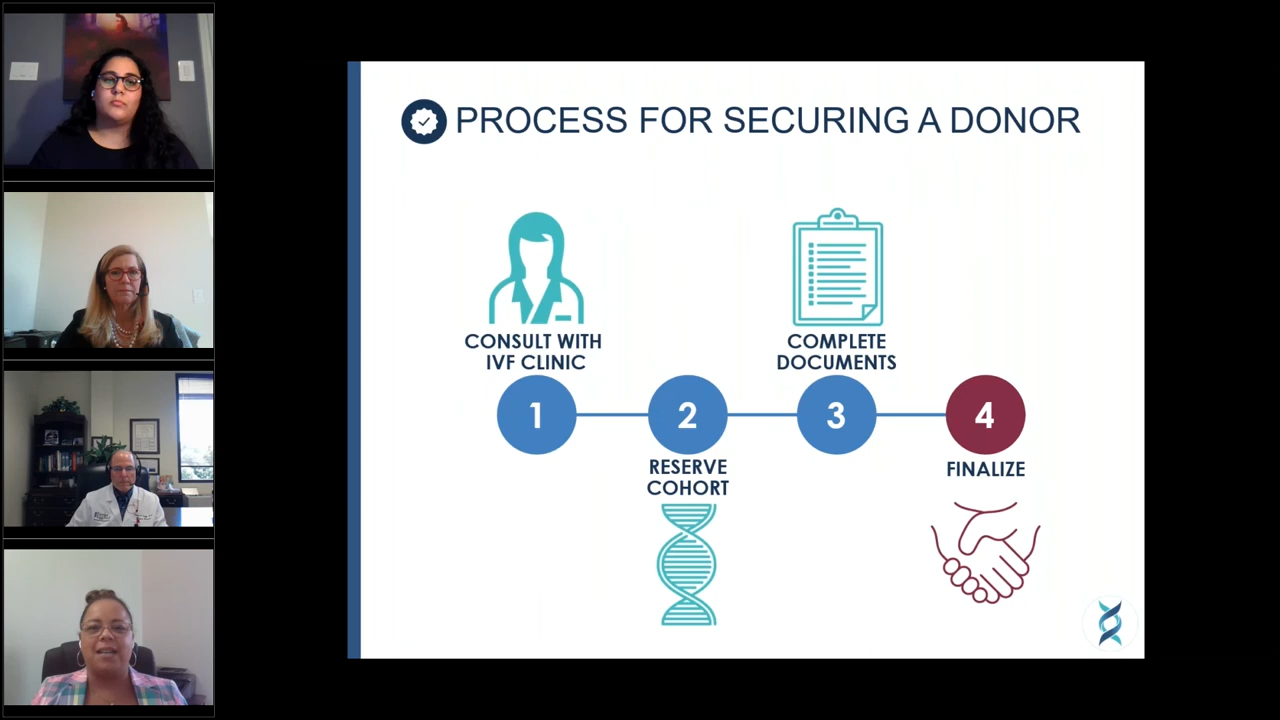 PROCESS FOR SECURING A DONOR
CONSULT WITH
IVF CLINIC
COMPLETE
DOCUMENTS
1
2
3
4
RESERVE
COHORT
FINALIZE